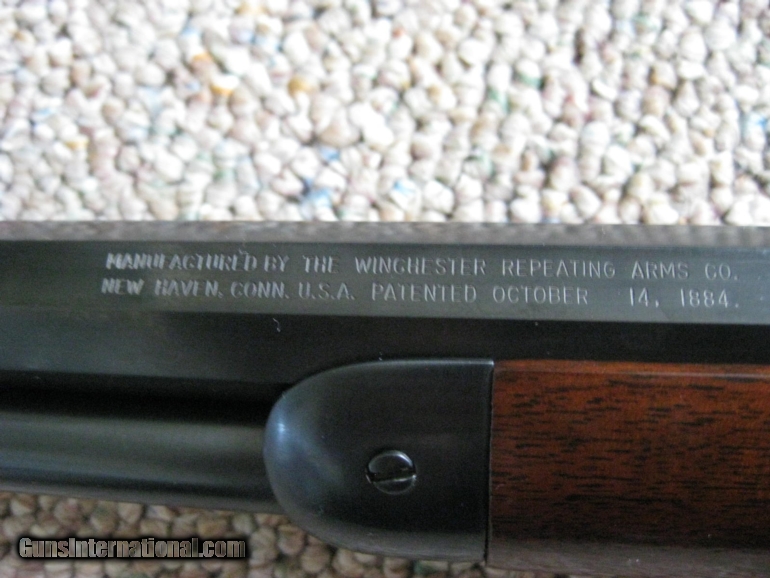 MANUFACTURED BY THE WINCHESTER REPEATING ARMS CO.
NEW HAVEN. CONN. U.S.A. PATENTED OCTOBER 14, 1884.
GunsInternational.com